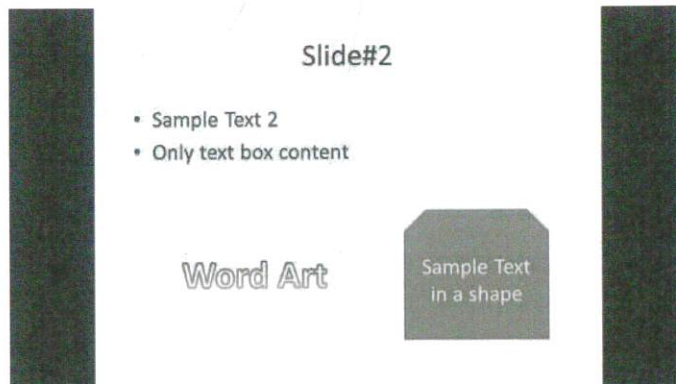 Slide#2
• Sample Text 2
• Only text box content
Word Art
Sample Text
in a shape